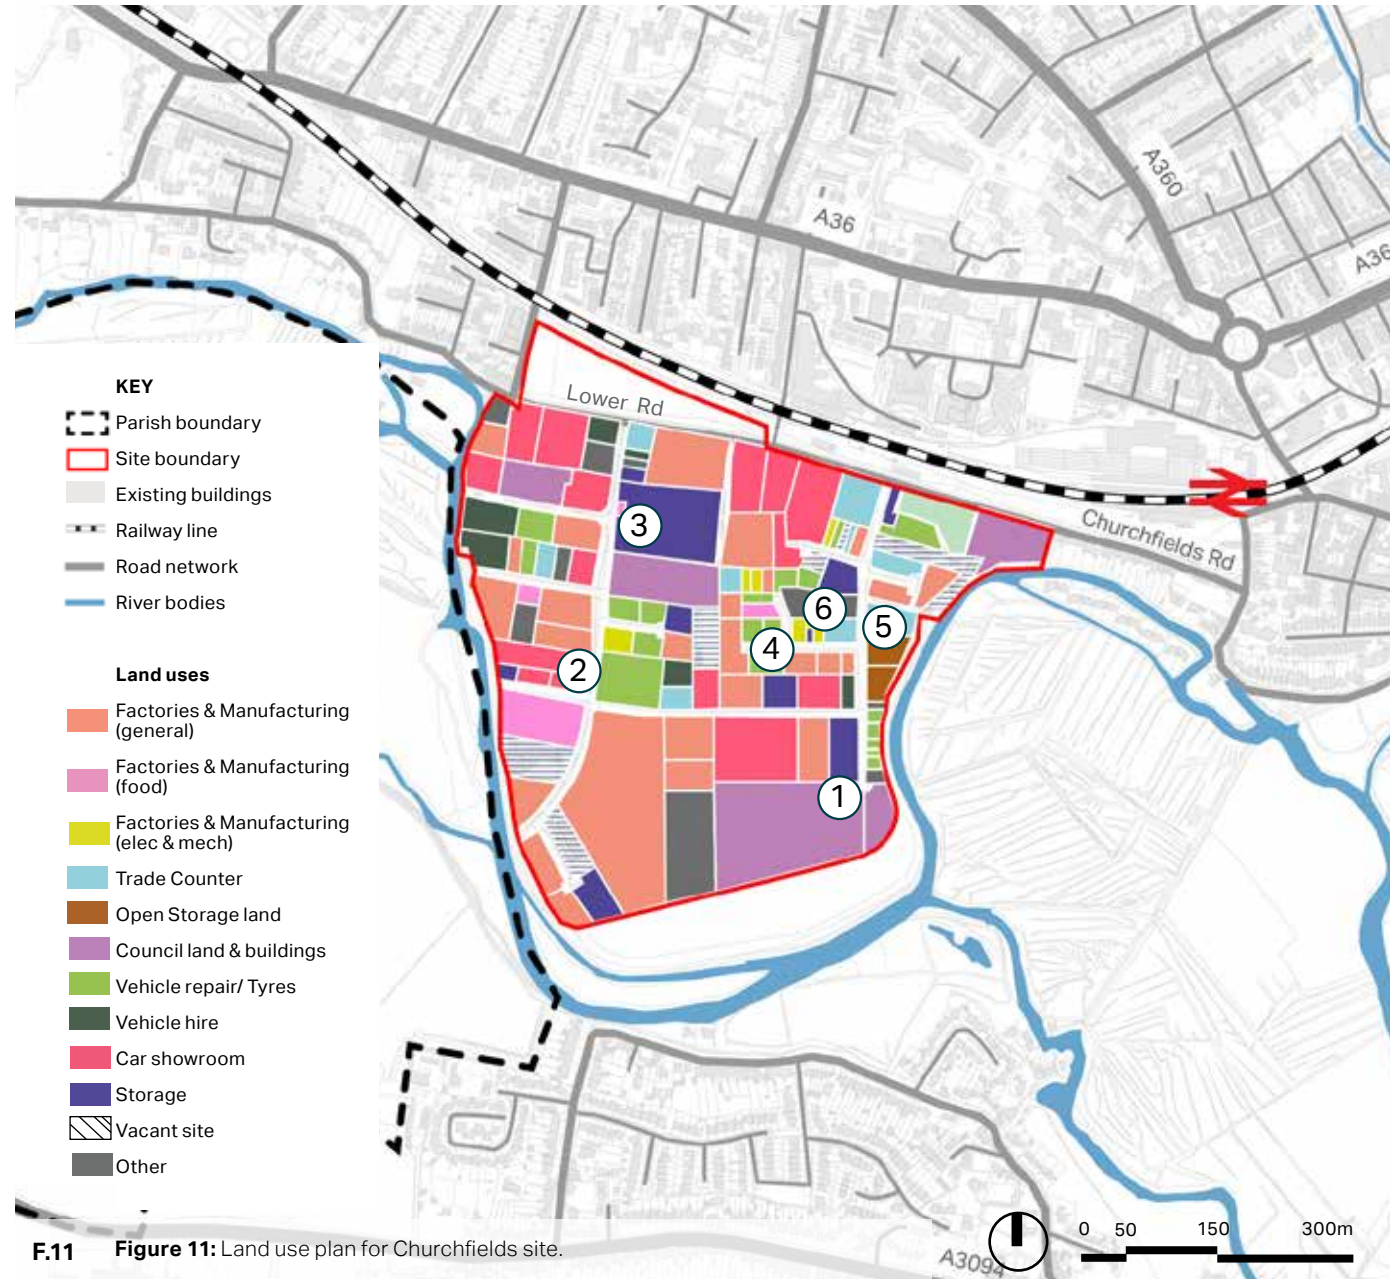 A360
A36
A36
Lower Rd
Churchfields Rd
KEY
Parish boundary
Site boundary
Existing buildings
Railway line
Road network
River bodies
Land uses
Factories & Manufacturing
(general)
Factories & Manufacturing
(food)
Factories & Manufacturing
(elec & mech)
Trade Counter
Open Storage land
Council land & buildings
Vehicle repair/ Tyres
Vehicle hire
Car showroom
Storage
Vacant site
Other
3
6
5
4
2
1
0 50 150 300m
A3094
F.11 Figure 11: Land use plan for Churchfields site.